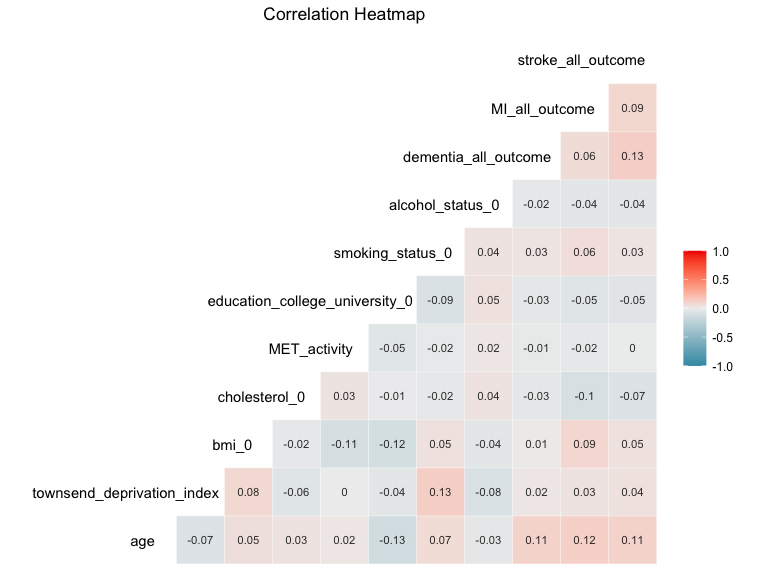 Correlation Heatmap
stroke_all_outcome
MI_all_outcome 0.09
dementia_all_outcome 0.06 0.13
alcohol_status_0 -0.02 -0.04 -0.04
smoking_status_0 0.04 0.03 0.06 0.03
education_college_university_0 -0.09 0.05 -0.03 -0.05 -0.05
MET_activity -0.05 -0.02 0.02 -0.01 -0.02 0
cholesterol_0 0.03 -0.01 -0.02 0.04 -0.03 -0.1 -0.07
bmi_0 -0.02 -0.11 -0.12 0.05 -0.04 0.01 0.09 0.05
townsend_deprivation_index 0.08 -0.06 0 -0.04 0.13 -0.08 0.02 0.03 0.04
age -0.07 0.05 0.03 0.02 -0.13 0.07 -0.03 0.11 0.12 0.11
1.0
0.5
0.0
-0.5
-1.0